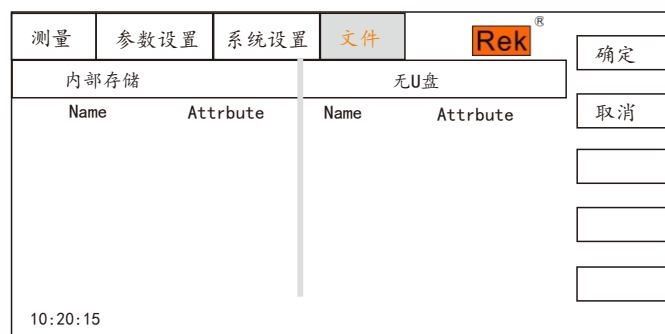 测量 参数设置 系统设置 文件 Rek®
确定
内部存储 无U盘
取消
Name Attrbute Name Attrbute
10:20:15